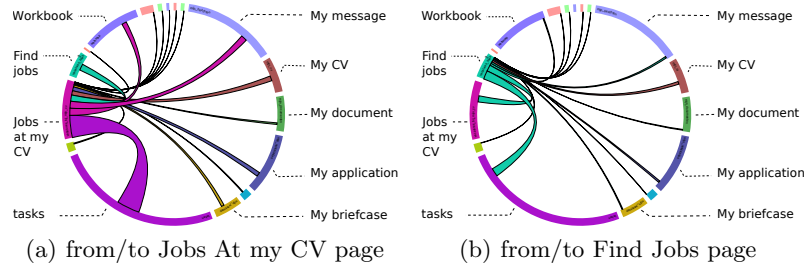 Workbook
Find
jobs
Jobs
at my
CV
tasks
My message
My CV
My document
My application
My briefcase
(a) from/to Jobs At my CV page
Workbook
Find
jobs
Jobs
at my
CV
tasks
My message
My CV
My document
My application
My briefcase
(b) from/to Find Jobs page